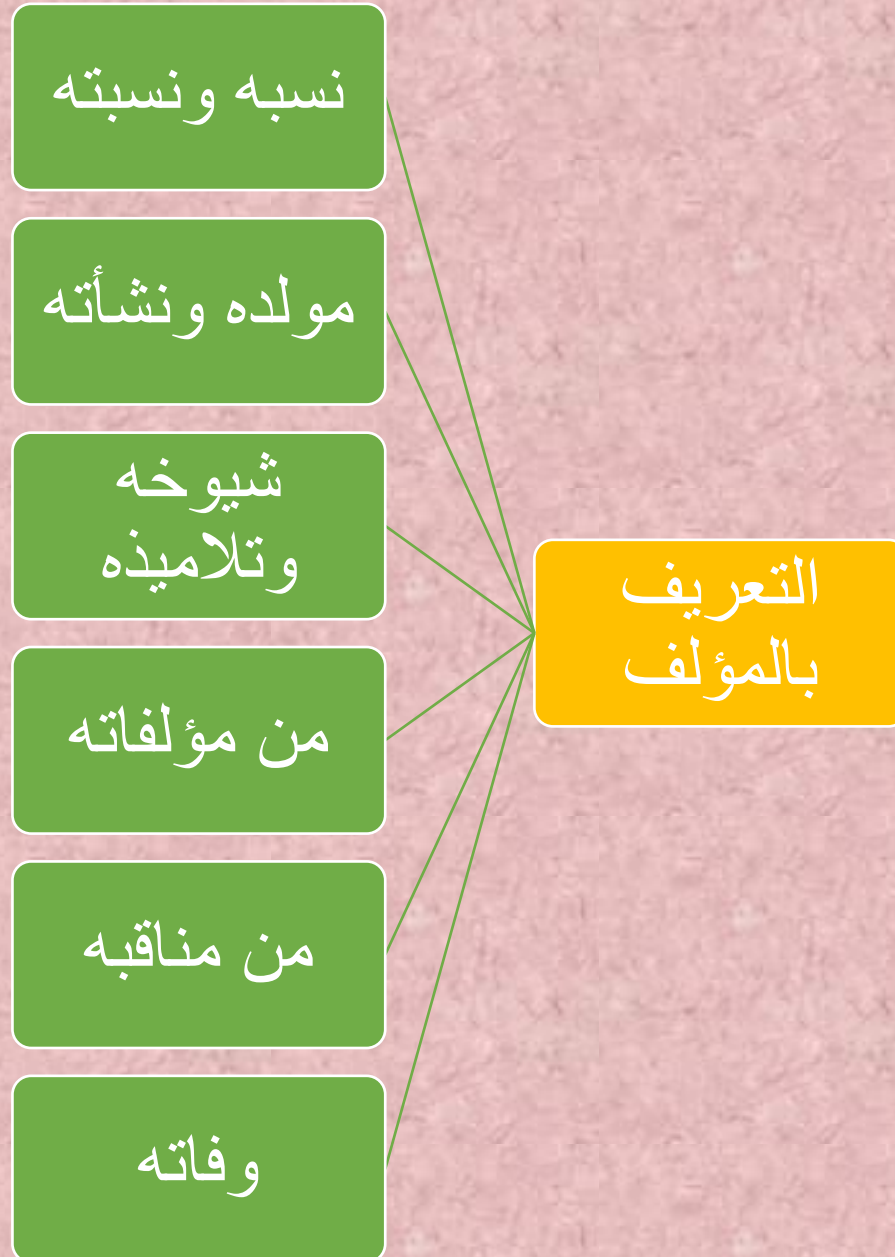 التعريف
بالمؤلف
نسبه ونسبته
مولده ونشأته
شيوخه
وتلاميذه
من مؤلفاته
من مناقبه
وفاته